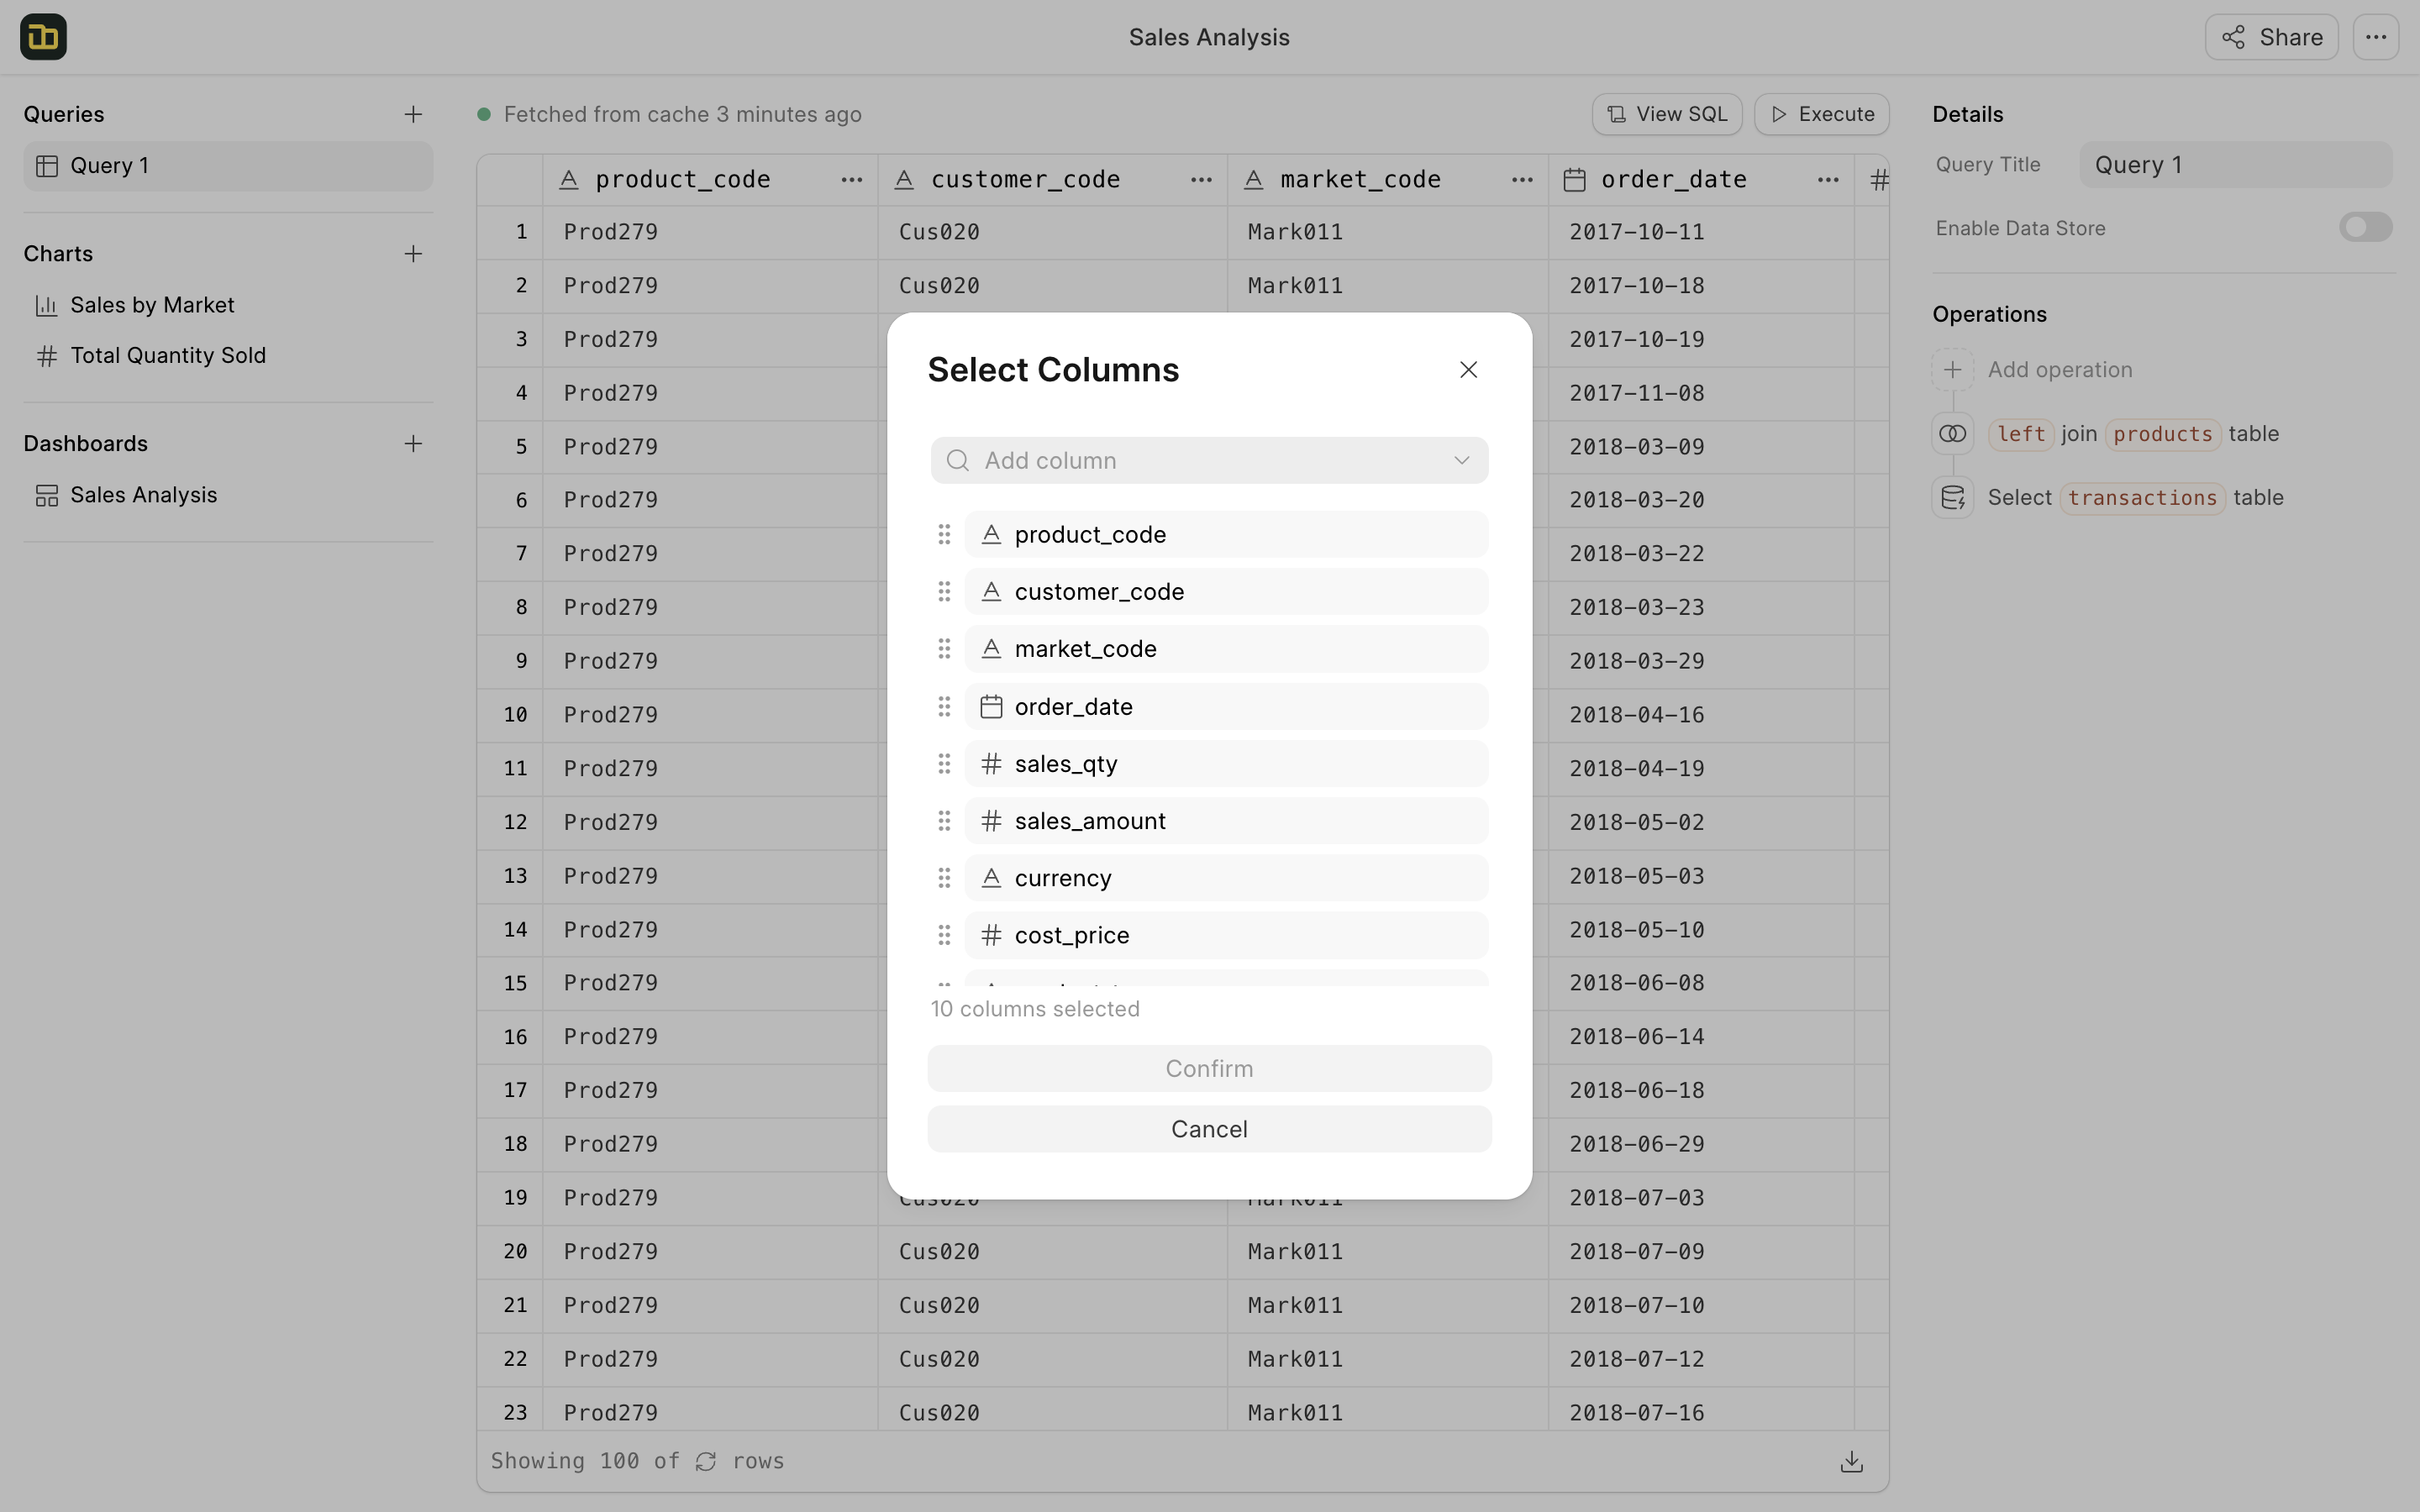 Sales Analysis
Share
Queries
Query 1
Charts
Sales by Market
Total Quantity Sold
Dashboards
Sales Analysis
Fetched from cache 3 minutes ago
View SQL
Execute
product_code customer_code market_code order_date
1 Prod279 Cus020 Mark011 2017-10-11
2 Prod279 Cus020 Mark011 2017-10-18
3 Prod279 2017-10-19
4 Prod279 2017-11-08
5 Prod279 2018-03-09
6 Prod279 2018-03-20
7 Prod279 2018-03-22
8 Prod279 2018-03-23
9 Prod279 2018-03-29
10 Prod279 2018-04-16
11 Prod279 2018-04-19
12 Prod279 2018-05-02
13 Prod279 2018-05-03
14 Prod279 2018-05-10
15 Prod279 2018-06-08
16 Prod279 2018-06-14
17 Prod279 2018-06-18
18 Prod279 2018-06-29
19 Prod279 Cus020 Mark011 2018-07-03
20 Prod279 Cus020 Mark011 2018-07-09
21 Prod279 Cus020 Mark011 2018-07-10
22 Prod279 Cus020 Mark011 2018-07-12
23 Prod279 Cus020 Mark011 2018-07-16
Showing 100 of rows
Select Columns
Add column
product_code
customer_code
market_code
order_date
sales_qty
sales_amount
currency
cost_price
10 columns selected
Confirm
Cancel
Details
Query Title Query 1
Enable Data Store
Operations
Add operation
left join products table
Select transactions table